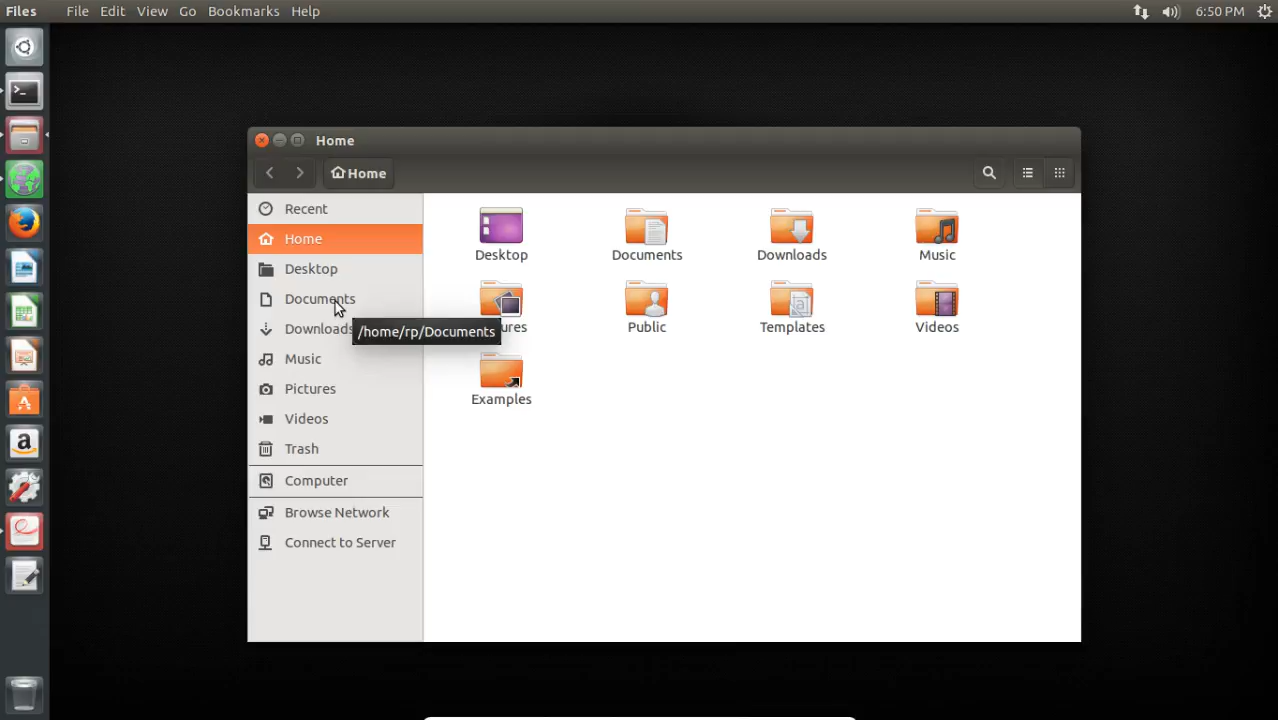 Files File Edit View Go Bookmarks Help 6:50 PM
Home
Home
Recent
Home
Desktop
Documents
Downloads
Music
Pictures
Videos
Trash
Computer
Browse Network
Connect to Server
/home/rp/Documents
Desktop Documents Downloads Music
ures Public Templates Videos
Examples